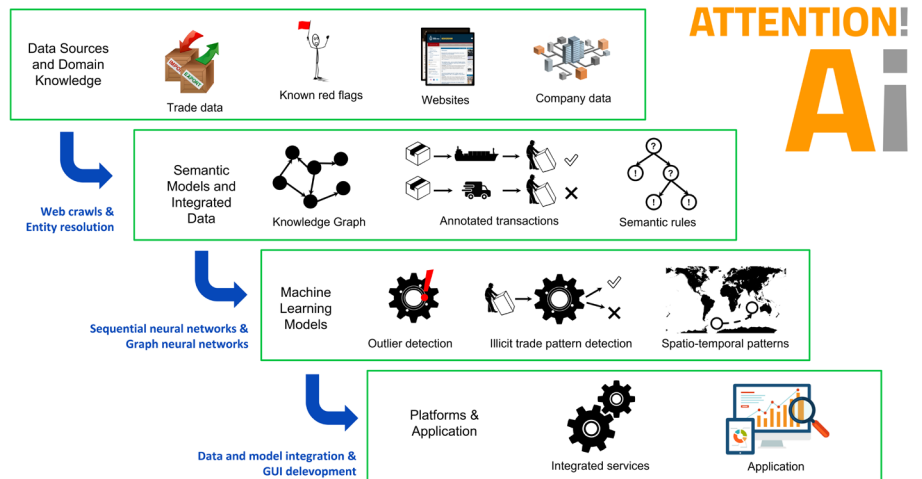 ATTENTION!
Ai
Data Sources
and Domain
Knowledge
IMPORT
EXPORT
Trade data
Known red flags
Websites
Company data
Web crawls &
Entity resolution
Semantic
Models and
Integrated
Data
Knowledge Graph
Annotated transactions
?
!
?
!
!
Semantic rules
Sequential neural networks &
Graph neural networks
Machine
Learning
Models
Outlier detection
Illicit trade pattern detection
Spatio-temporal patterns
Data and model integration &
GUI delevopment
Platforms &
Application
Integrated services
Application